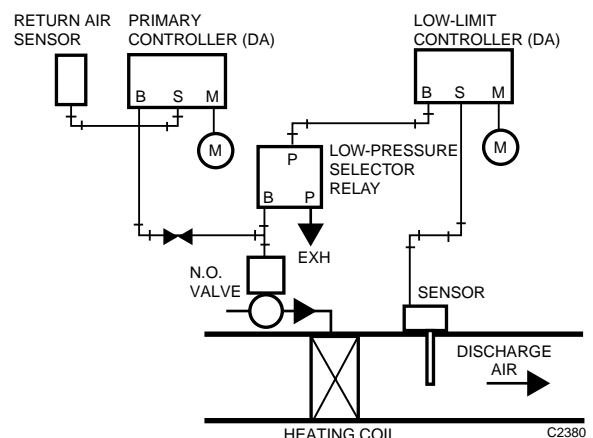 RETURN AIR
SENSOR
PRIMARY
CONTROLLER (DA)
LOW-LIMIT
CONTROLLER (DA)
B S M
B S M
M
M
P
LOW-PRESSURE
SELECTOR
RELAY
B P
EXH
N.O.
VALVE
SENSOR
DISCHARGE
AIR
HEATING COIL
C2380